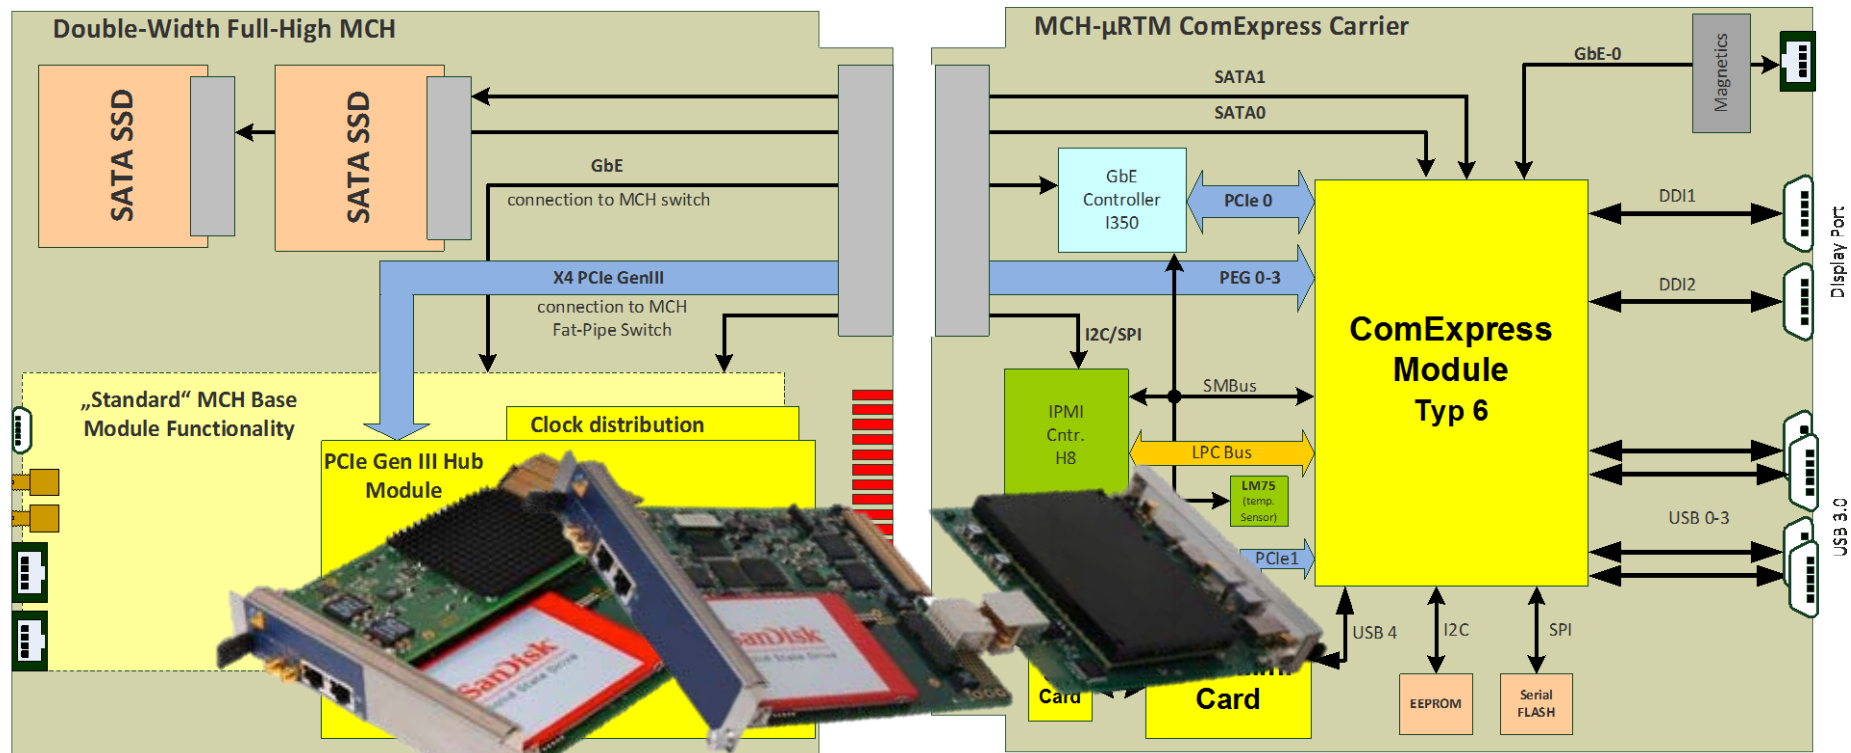 Double-Width Full-High MCH
SATA SSD
SATA SSD
GbE
connection to MCH switch
X4 PCIe GenIII
connection to MCH
Fat-Pipe Switch
„Standard“ MCH Base
Module Functionality
Clock distribution
PCIe Gen III Hub
Module
SanDisk
SanDisk
Solid State Drive
MCH-µRTM ComExpress Carrier
SATA1
SATA0
GbE-0
Magnetics
GbE
Controller
I350
PCIe 0
PEG 0-3
I2C/SPI
IPMI
Cntr.
H8
SMBus
LPC Bus
LM75
(temp.
Sensor)
PCIe1
ComExpress
Module
Typ 6
DDI1
DDI2
DIsplay Port
USB 0-3
USB 3.0
USB 4
I2C
SPI
EEPROM
Serial
FLASH
Card
Card